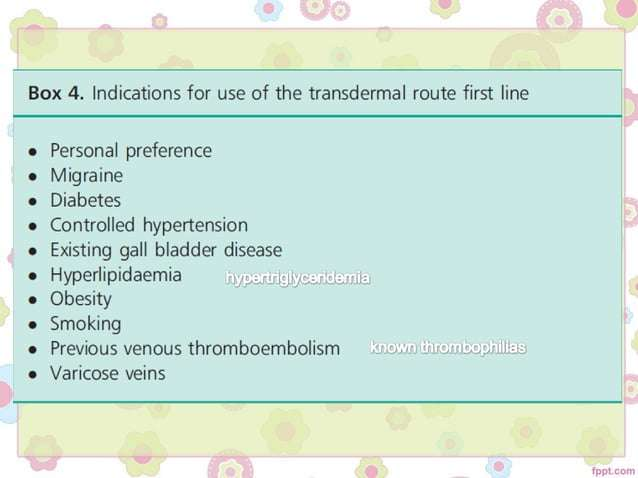 Box 4. Indications for use of the transdermal route first line
• Personal preference
• Migraine
• Diabetes
• Controlled hypertension
• Existing gall bladder disease
• Hyperlipidaemia hypertriglyceridemia
• Obesity
• Smoking
• Previous venous thromboembolism known thrombophilias
• Varicose veins
fppt.com